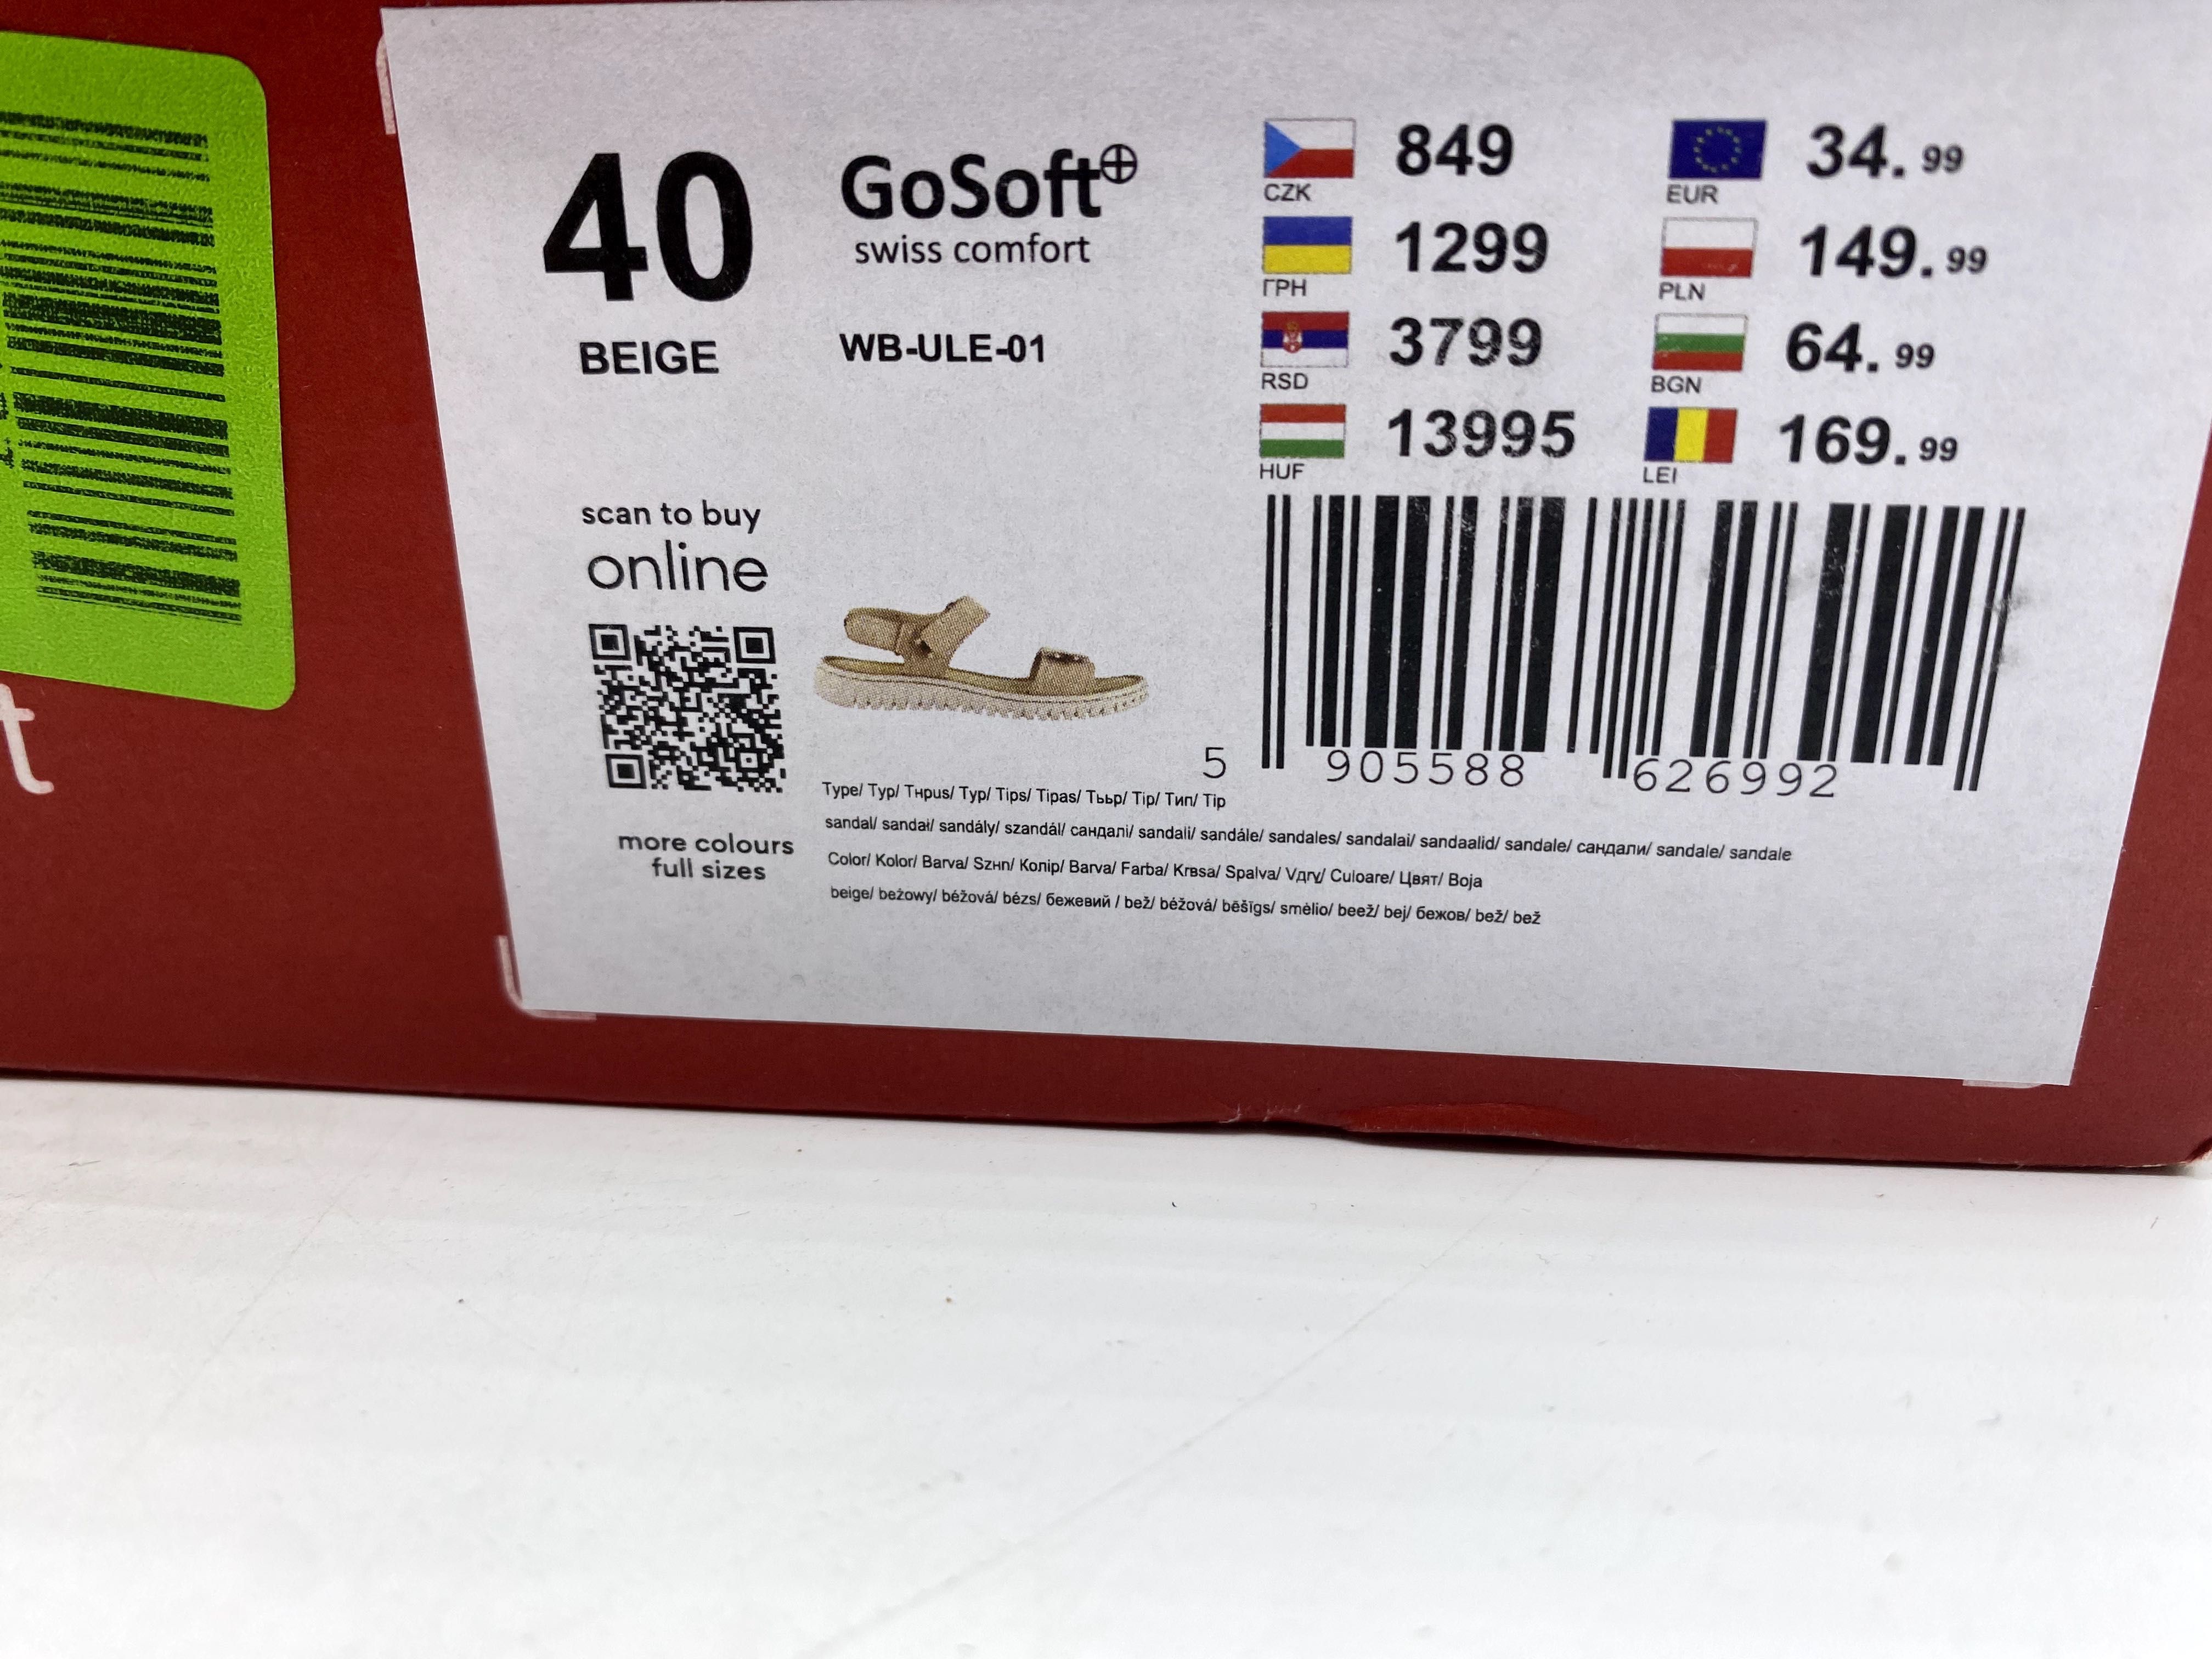 40
BEIGE
GoSoft
swiss comfort
WB-ULE-01
CZK 849
ГРН 1299
RSD 3799
HUF 13995
EUR 34.99
PLN 149.99
BGN 64.99
LEI 169.99
scan to buy
online
more colours
full sizes
5 905588 626992
Type/ Typ/ Тнpus/ Typ/ Tips/ Tipas/ Тььр/ Tip/ Тип/ Tip
sandal/ sandał/ sandály/ szandál/ сандалі/ sandali/ sandále/ sandales/ sandalai/ sandaalid/ sandale/ сандали/ sandale/ sandale
Color/ Kolor/ Barva/ Szнn/ Колір/ Barva/ Farba/ Krвsa/ Spalva/ Vдrv/ Culoare/ Цвят/ Boja
beige/ beżowy/ béžová/ bézs/ бежевий / bež/ béžová/ bēšīgs/ smėlio/ beež/ bej/ бежов/ bež/ bež
t